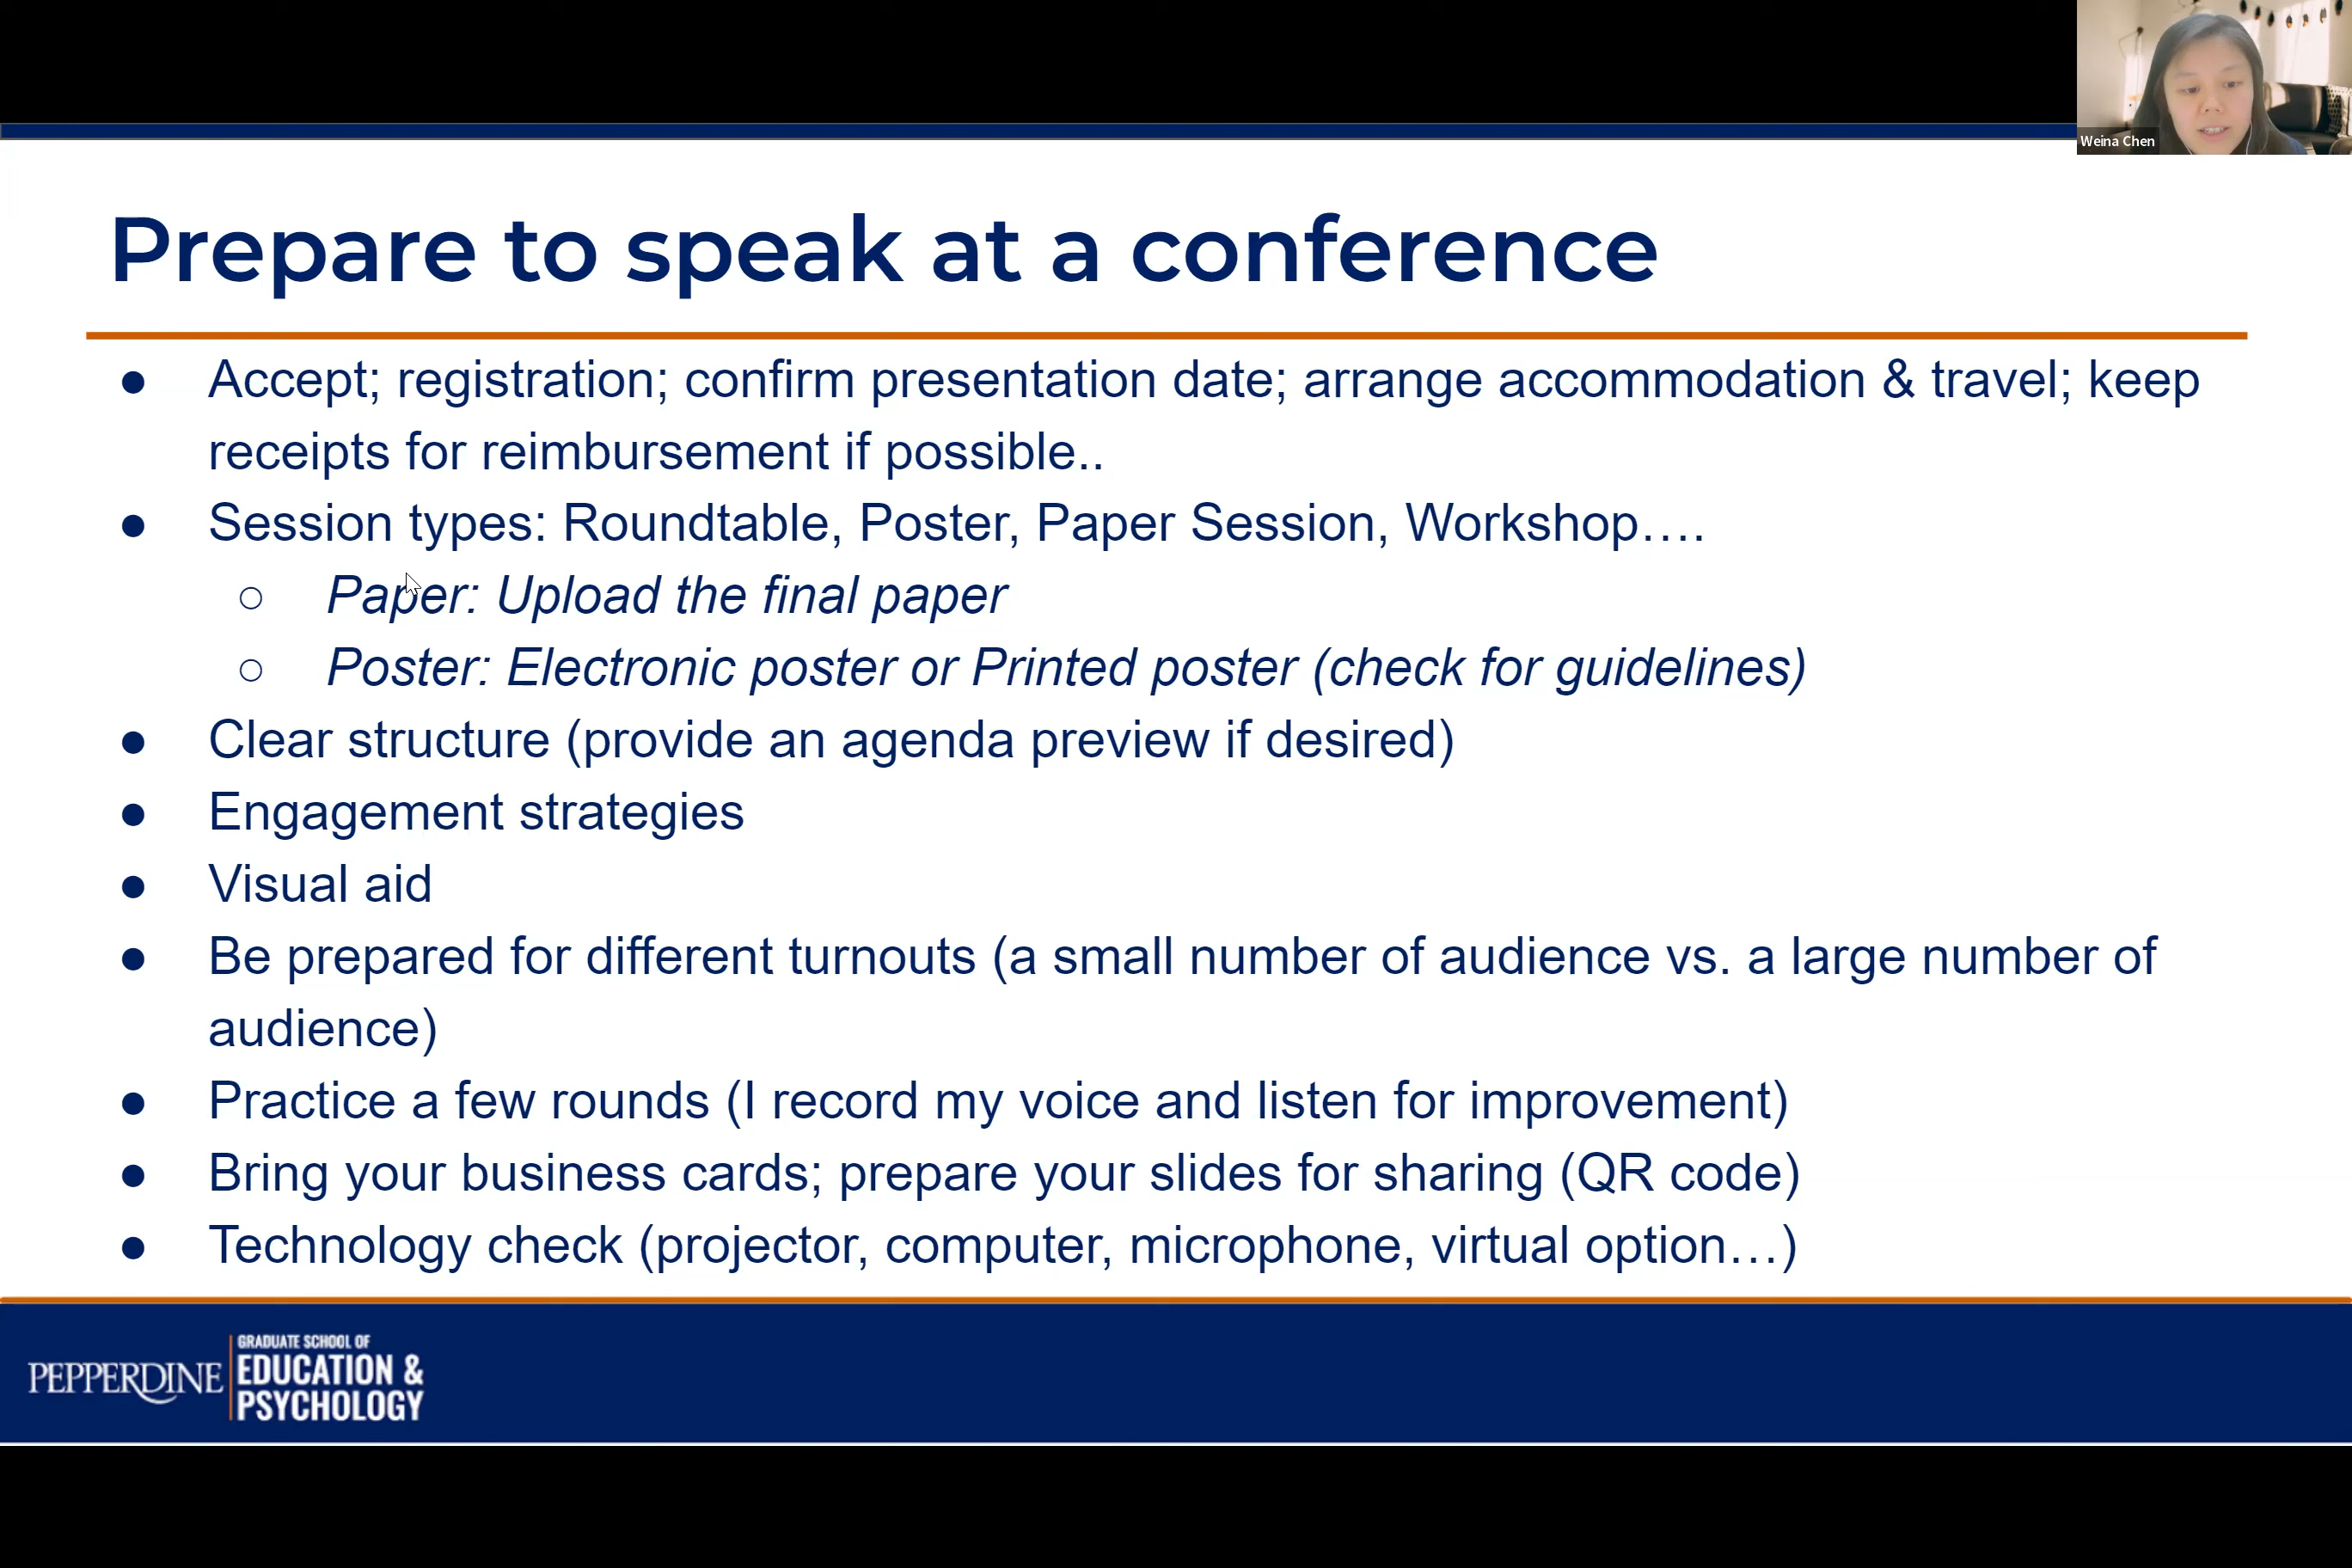 Weina Chen
Prepare to speak at a conference
● Accept; registration; confirm presentation date; arrange accommodation & travel; keep
receipts for reimbursement if possible..
● Session types: Roundtable, Poster, Paper Session, Workshop….
○ Paper: Upload the final paper
○ Poster: Electronic poster or Printed poster (check for guidelines)
● Clear structure (provide an agenda preview if desired)
● Engagement strategies
● Visual aid
● Be prepared for different turnouts (a small number of audience vs. a large number of
audience)
● Practice a few rounds (I record my voice and listen for improvement)
● Bring your business cards; prepare your slides for sharing (QR code)
● Technology check (projector, computer, microphone, virtual option…)
PEPPERDINE
GRADUATE SCHOOL OF
EDUCATION &
PSYCHOLOGY